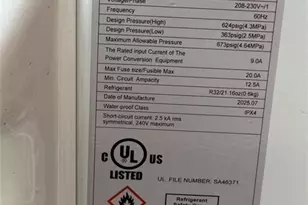 Voltage/Phase 208-230V~/1
Frequency 60Hz
Design Pressure(High) 624psig(4.3MPa)
Design Pressure(Low) 363psig(2.5MPa)
Maximum Allowable Pressure 673psig(4.64MPa)
The Rated input Current of The
Power Conversion Equipment 9.0A
Max Fuse size/Fusible Max 20.0A
Min. Circuit Ampacity 12.5A
Refrigerant R32/21.16oz(0.6kg)
Date of Manufacture 2025.07
Water-proof Class IPX4
Short-circuit current: 2.5 kA rms
symmetrical, 240V maximum.
C UL US
LISTED
UL FILE NUMBER: SA46371
Refrigerant